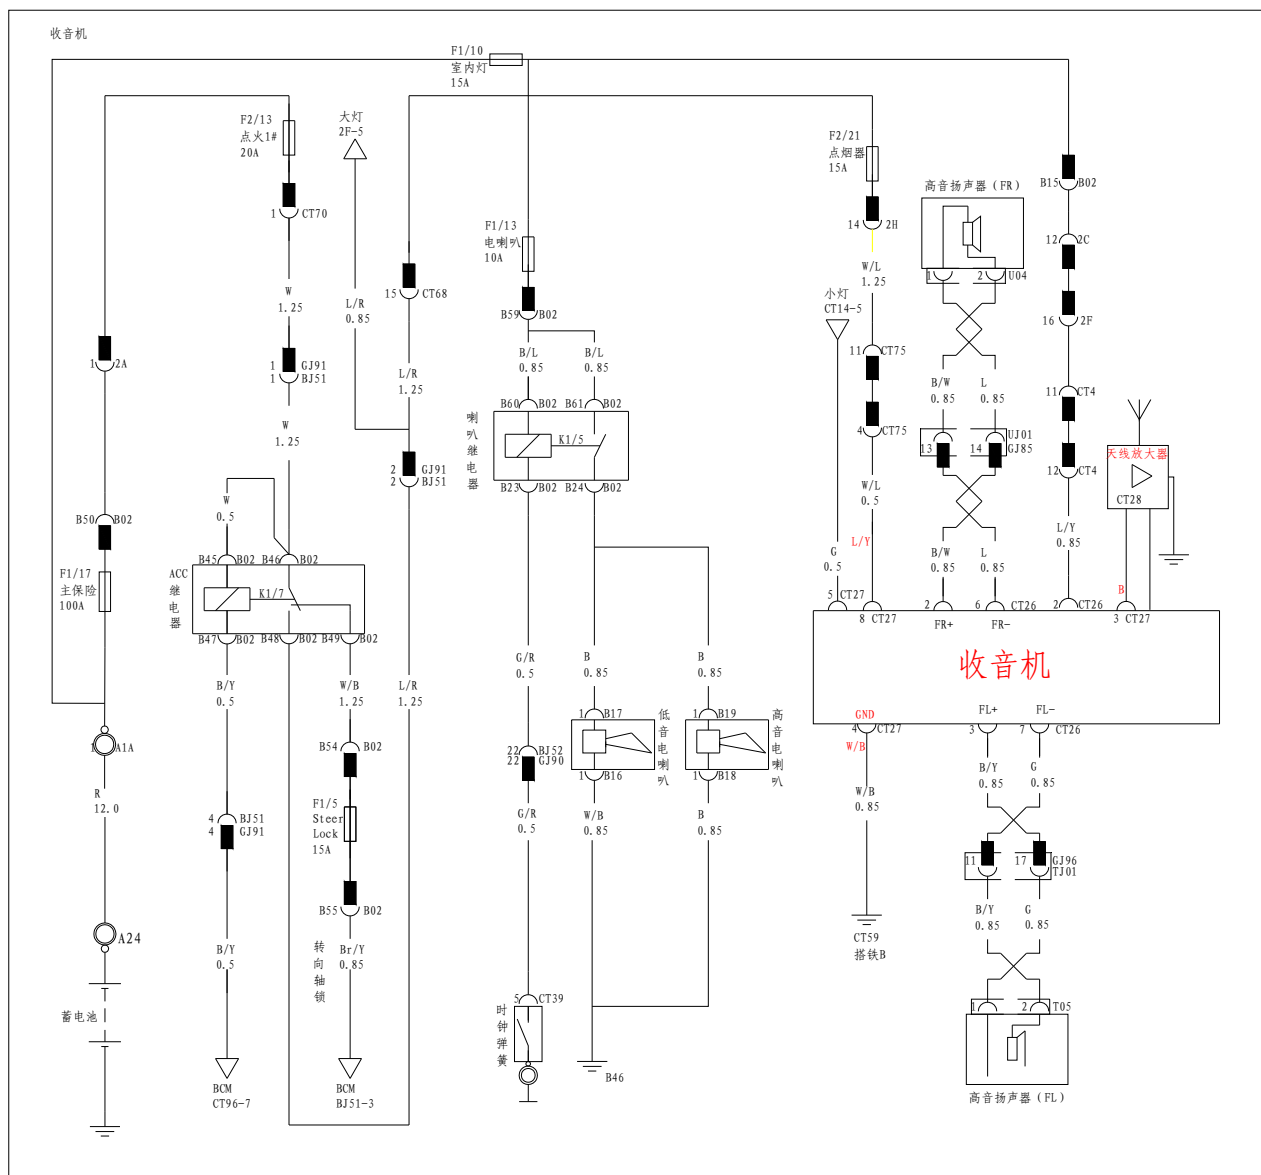 收音机
F1/10
室内灯
15A
F2/13
点火1#
20A
大灯
2F-5
F2/21
点烟器
15A
高音扬声器（FR）
B15 B02
1 CT70
14 2H
F1/13
电喇叭
10A
12 2C
1 2 U04
W
1.25
L/R
0.85
15 CT68
W/L
1.25
小灯
CT14-5
B59 B02
16 2F
1 2A
1 GJ91
1 BJ51
11 CT75
B/L
0.85
B/L
0.85
L/R
1.25
B/W
0.85
L
0.85
11 CT4
B60 B02 B61 B02
喇叭继电器
K1/5
4 CT75
13 14 UJ01
GJ85
W
1.25
天线放大器
CT28
2 GJ91
2 BJ51
12 CT4
B23 B02 B24 B02
W
0.5
W/L
0.5
B50 B02
L/Y
L/Y
0.85
G
0.5
B/W
0.85
L
0.85
B45 B02 B46 B02
F1/17
主保险
100A
ACC
继电器
K1/7
B
5 CT27
8 CT27
2 6 CT26
2 CT26
3 CT27
FR+ FR-
B47 B02 B48 B02 B49 B02
收音机
G/R
0.5
B
0.85
B
0.85
B/Y
0.5
W/B
1.25
L/R
1.25
GND
FL+ FL-
4 CT27
3 7 CT26
1 B17
低音电喇叭
1 B19
高音电喇叭
1 A1A
B54 B02
22 BJ52
22 GJ90
W/B
1 B16
1 B18
B/Y
0.85
G
0.85
R
12.0
W/B
0.85
F1/5
Steer
Lock
15A
4 BJ51
4 GJ91
G/R
0.5
W/B
0.85
B
0.85
11 17 GJ96
TJ01
B55 B02
B/Y
0.85
G
0.85
A24
CT59
搭铁B
B/Y
0.5
转向轴锁
Br/Y
0.85
5 CT39
时钟弹簧
1 2 T05
蓄电池
B46
BCM
CT96-7
BCM
BJ51-3
高音扬声器（FL）